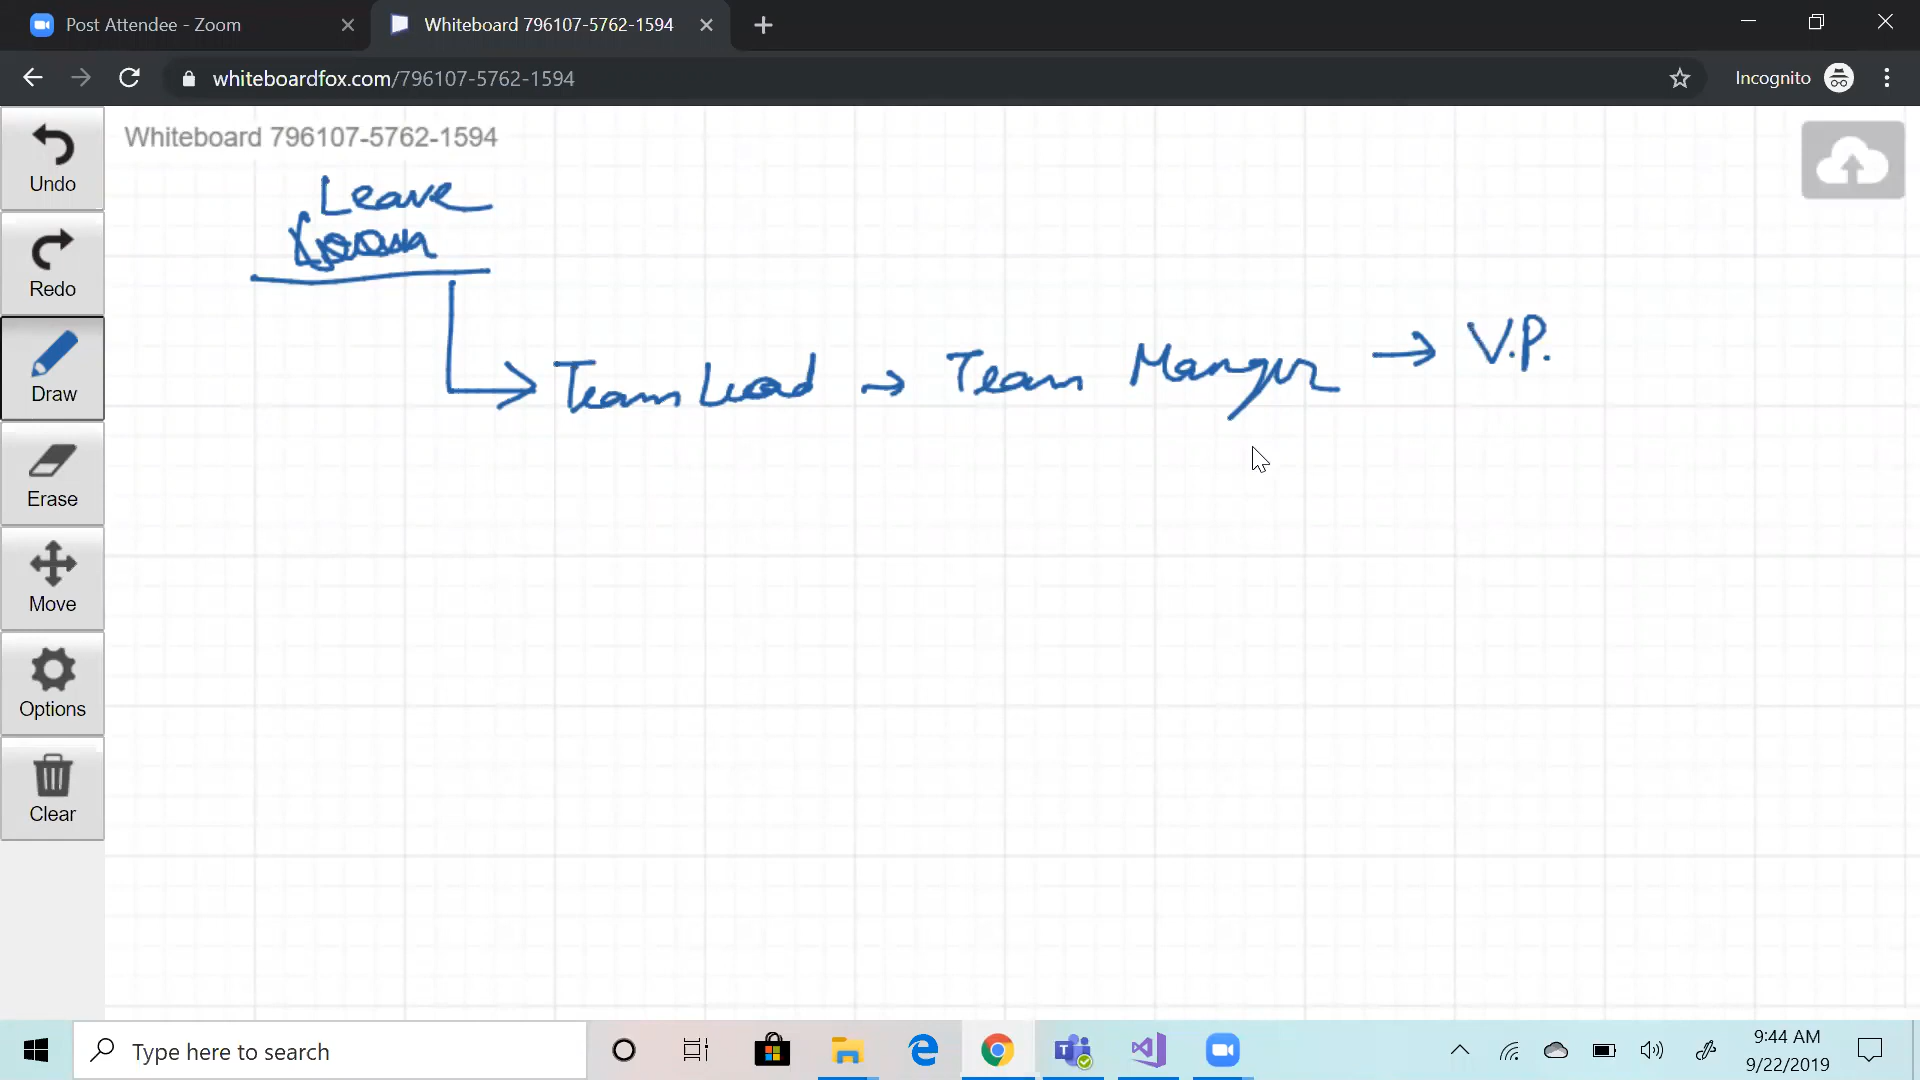 Post Attendee - Zoom
Whiteboard 796107-5762-1594
whiteboardfox.com/796107-5762-1594
Incognito
Undo
Redo
Draw
Erase
Move
Options
Clear
Whiteboard 796107-5762-1594
Leave
Team Lead → Team Manger → V.P.
Type here to search
9:44 AM
9/22/2019